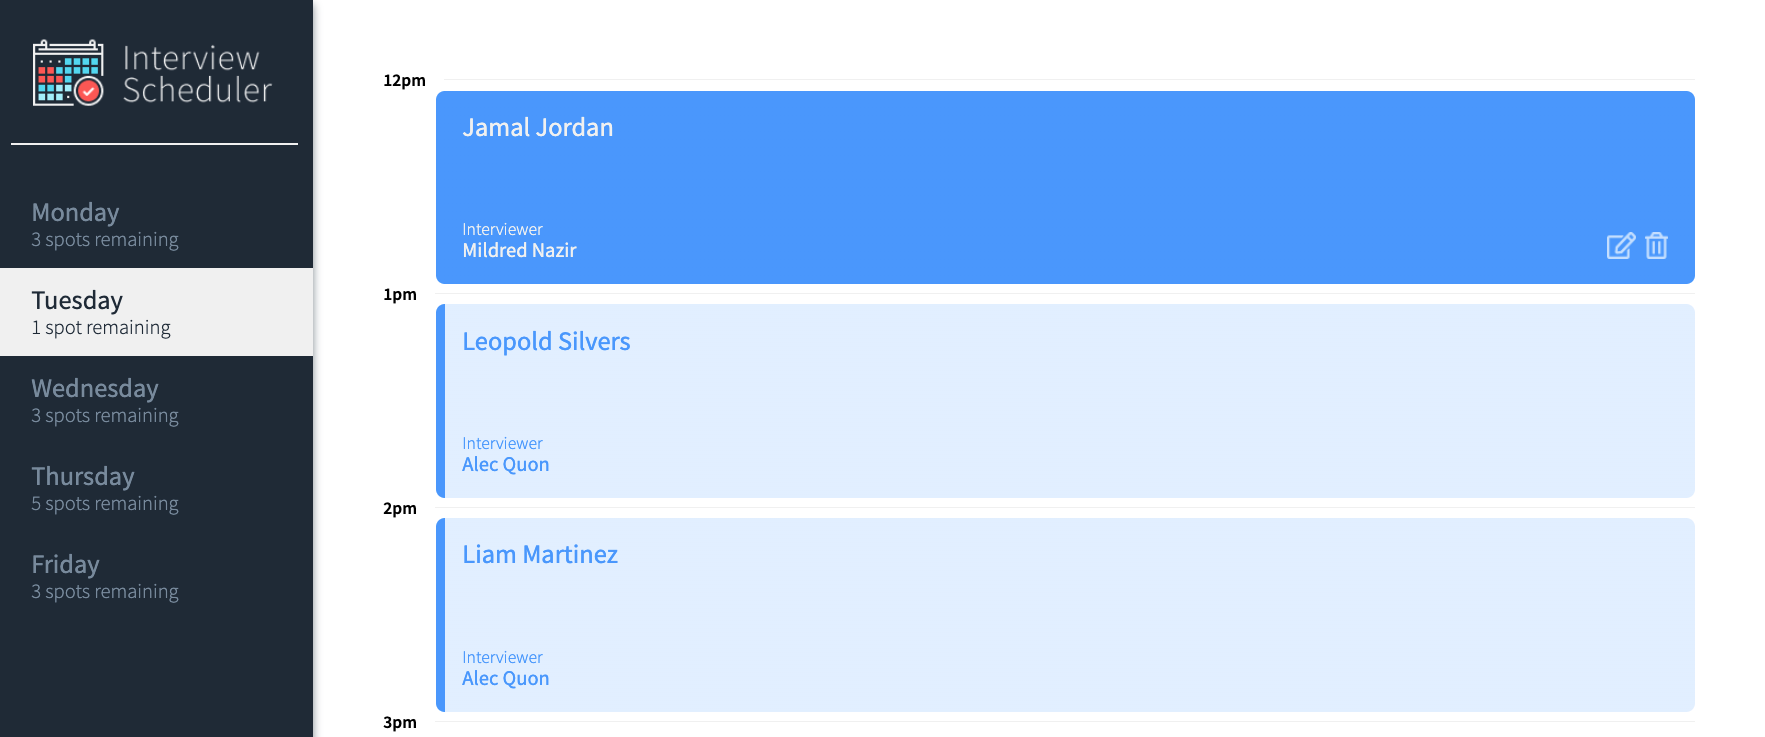 Interview
Scheduler
Monday
3 spots remaining
Tuesday
1 spot remaining
Wednesday
3 spots remaining
Thursday
5 spots remaining
Friday
3 spots remaining
12pm
Jamal Jordan
Interviewer
Mildred Nazir
1pm
Leopold Silvers
Interviewer
Alec Quon
2pm
Liam Martinez
Interviewer
Alec Quon
3pm